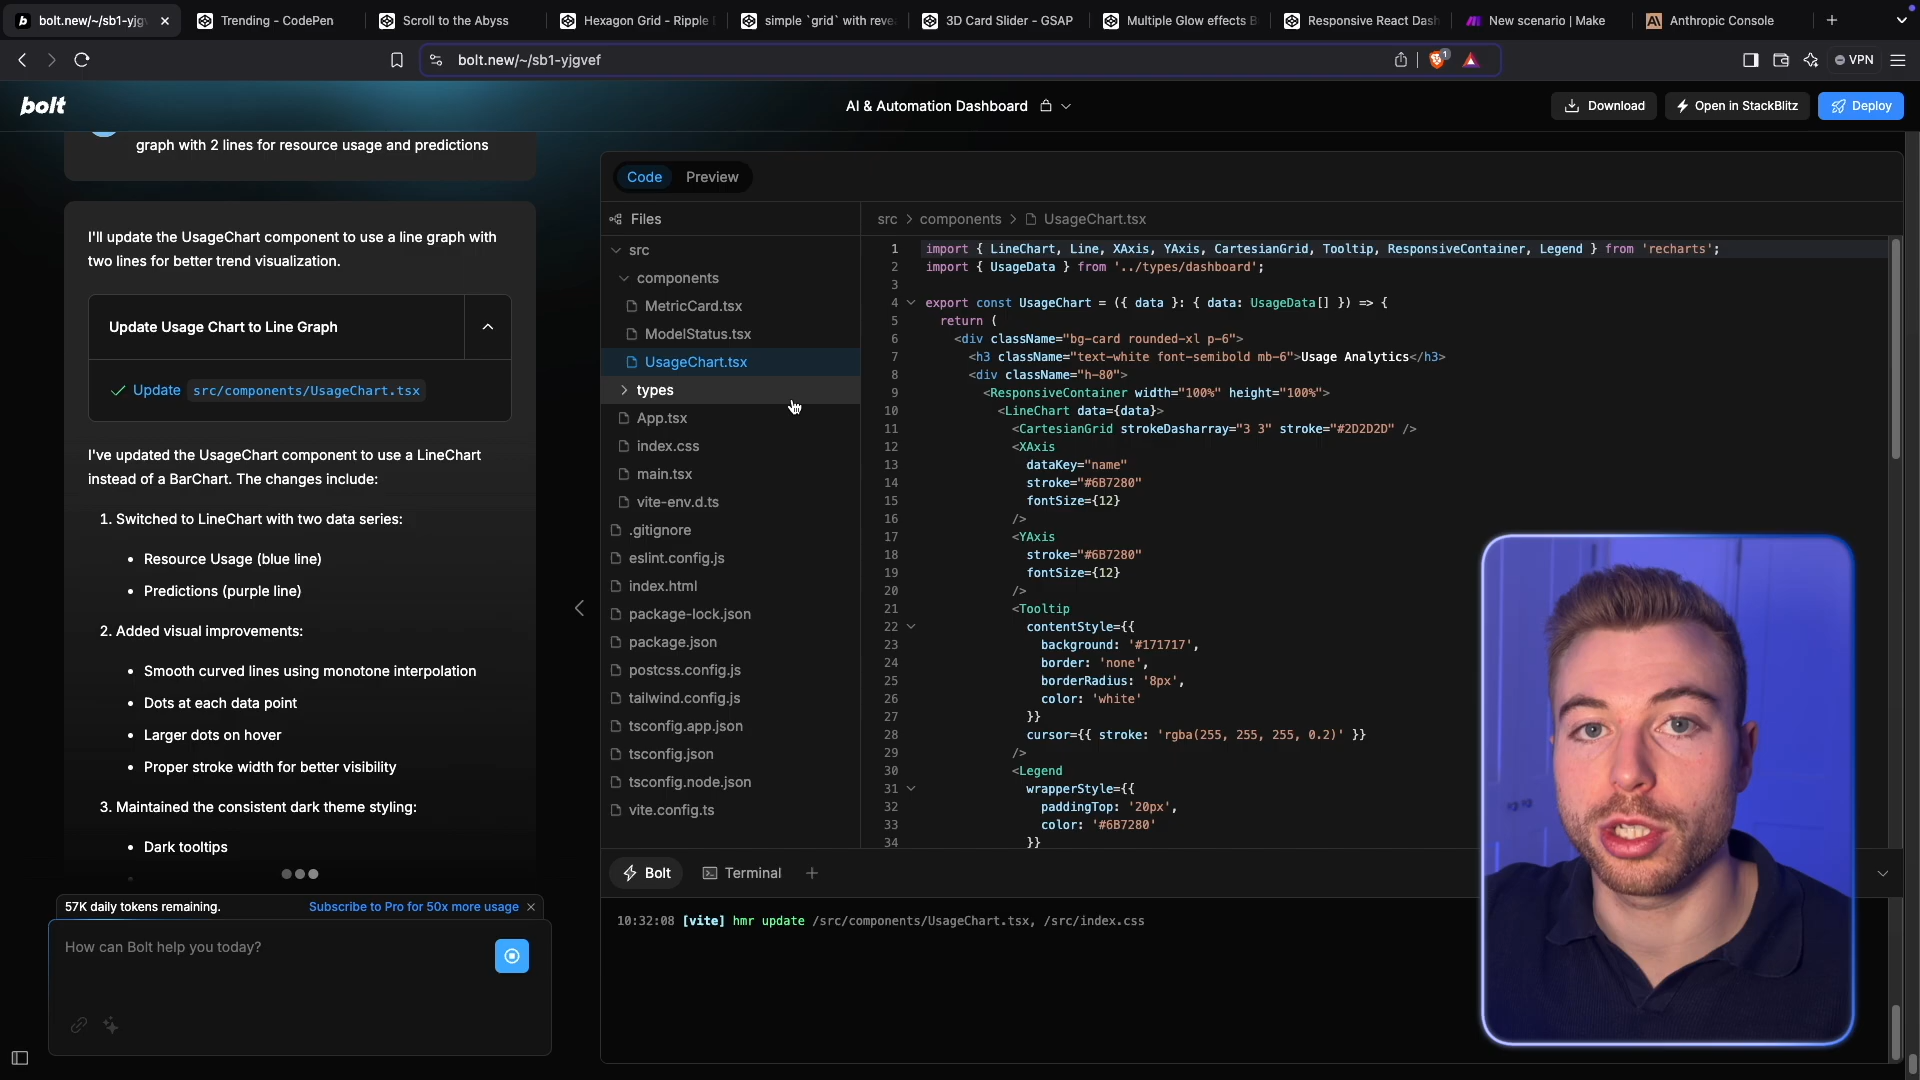 bolt.new/~/sb1-yjg
Trending - CodePen
Scroll to the Abyss
Hexagon Grid - Ripple
simple `grid` with reve
3D Card Slider - GSAP
Multiple Glow effects B
Responsive React Dash
New scenario | Make
Anthropic Console
bolt.new/~/sb1-yjgvef
1
VPN
bolt
AI & Automation Dashboard
Download
Open in StackBlitz
Deploy
graph with 2 lines for resource usage and predictions
I'll update the UsageChart component to use a line graph with
two lines for better trend visualization.
Update Usage Chart to Line Graph
Update src/components/UsageChart.tsx
I've updated the UsageChart component to use a LineChart
instead of a BarChart. The changes include:
1. Switched to LineChart with two data series:
• Resource Usage (blue line)
• Predictions (purple line)
2. Added visual improvements:
• Smooth curved lines using monotone interpolation
• Dots at each data point
• Larger dots on hover
• Proper stroke width for better visibility
3. Maintained the consistent dark theme styling:
• Dark tooltips
57K daily tokens remaining.
Subscribe to Pro for 50x more usage
How can Bolt help you today?
Code
Preview
Files
src
components
MetricCard.tsx
ModelStatus.tsx
UsageChart.tsx
types
App.tsx
index.css
main.tsx
vite-env.d.ts
.gitignore
eslint.config.js
index.html
package-lock.json
package.json
postcss.config.js
tailwind.config.js
tsconfig.app.json
tsconfig.json
tsconfig.node.json
vite.config.ts
src > components > UsageChart.tsx
1 import { LineChart, Line, XAxis, YAxis, CartesianGrid, Tooltip, ResponsiveContainer, Legend } from 'recharts';
2 import { UsageData } from '../types/dashboard';
3
4 export const UsageChart = ({ data }: { data: UsageData[] }) => {
5 return (
6 <div className="bg-card rounded-xl p-6">
7 <h3 className="text-white font-semibold mb-6">Usage Analytics</h3>
8 <div className="h-80">
9 <ResponsiveContainer width="100%" height="100%">
10 <LineChart data={data}>
11 <CartesianGrid strokeDasharray="3 3" stroke="#2D2D2D" />
12 <XAxis
13 dataKey="name"
14 stroke="#6B7280"
15 fontSize={12}
16 />
17 <YAxis
18 stroke="#6B7280"
19 fontSize={12}
20 />
21 <Tooltip
22 contentStyle={{
23 background: '#171717',
24 border: 'none',
25 borderRadius: '8px',
26 color: 'white'
27 }}
28 cursor={{ stroke: 'rgba(255, 255, 255, 0.2)' }}
29 />
30 <Legend
31 wrapperStyle={{
32 paddingTop: '20px',
33 color: '#6B7280'
34 }}
Bolt
Terminal
10:32:08 [vite] hmr update /src/components/UsageChart.tsx, /src/index.css